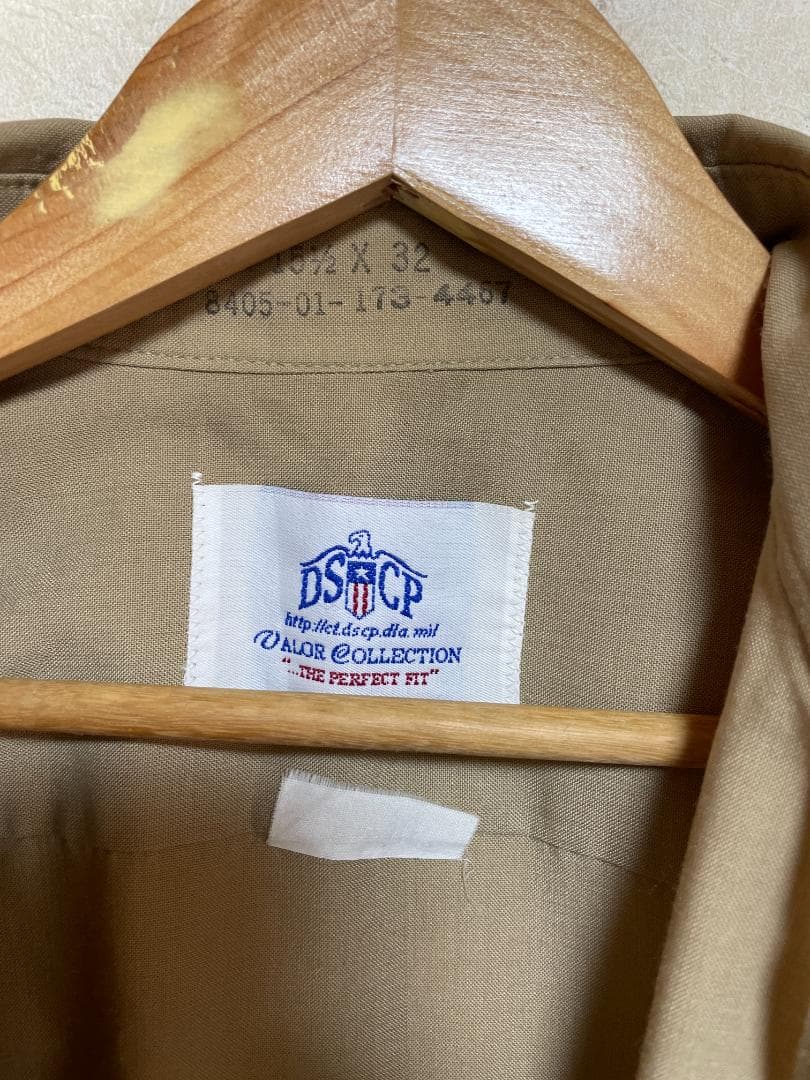 15½ X 32
8405-01-173-4467
DSCP
http://ct.dscp.dla.mil
VALOR COLLECTION
"...THE PERFECT FIT"